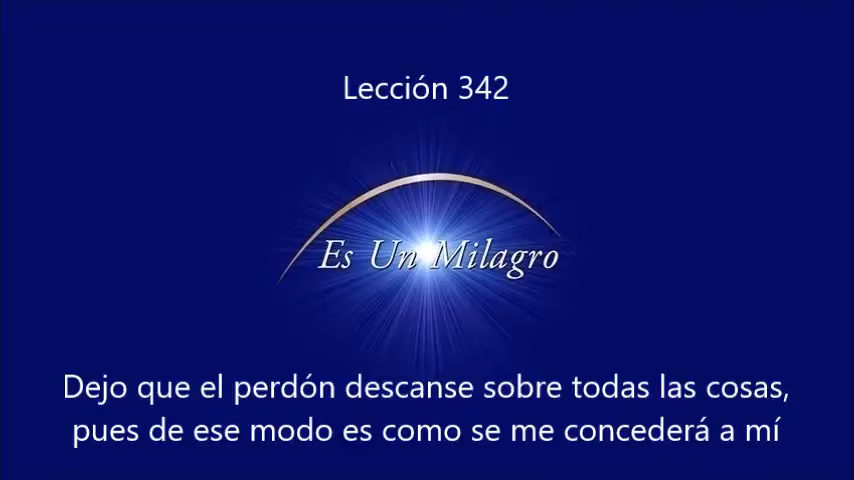 Lección 342
Es Un Milagro
Dejo que el perdón descanse sobre todas las cosas,
pues de ese modo es como se me concederá a mí